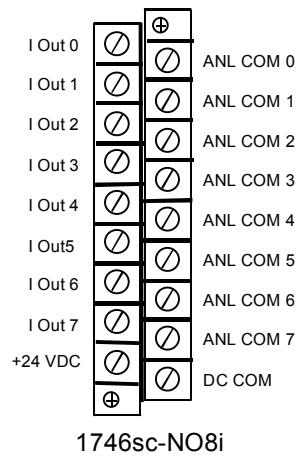 I Out 0
ANL COM 0
I Out 1
ANL COM 1
I Out 2
ANL COM 2
I Out 3
ANL COM 3
I Out 4
ANL COM 4
I Out5
ANL COM 5
I Out 6
ANL COM 6
I Out 7
ANL COM 7
+24 VDC
DC COM
1746sc-NO8i